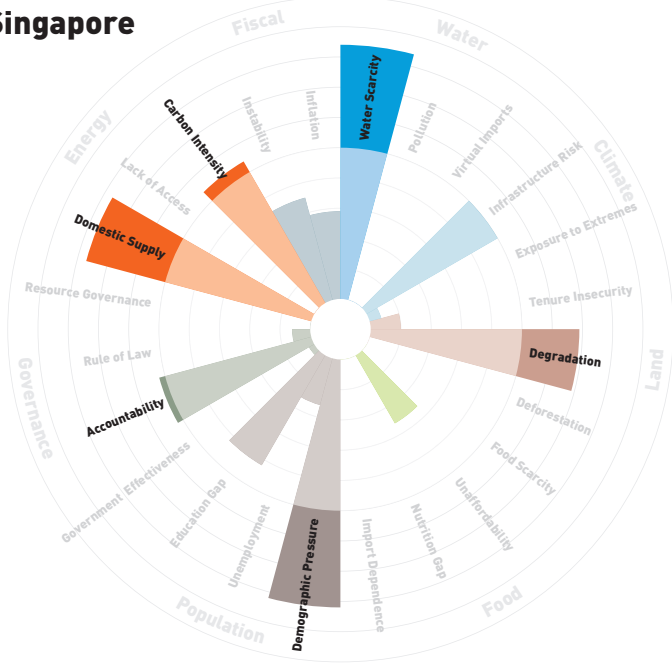 Singapore
Fiscal
Water
Climate
Land
Food
Population
Governance
Energy
Inflation
Water Scarcity
Pollution
Virtual Imports
Infrastructure Risk
Exposure to Extremes
Tenure Insecurity
Degradation
Deforestation
Food Scarcity
Unaffordability
Nutrition Gap
Import Dependence
Demographic Pressure
Unemployment
Education Gap
Government Effectiveness
Accountability
Rule of Law
Resource Governance
Domestic Supply
Lack of Access
Carbon Intensity
Instability